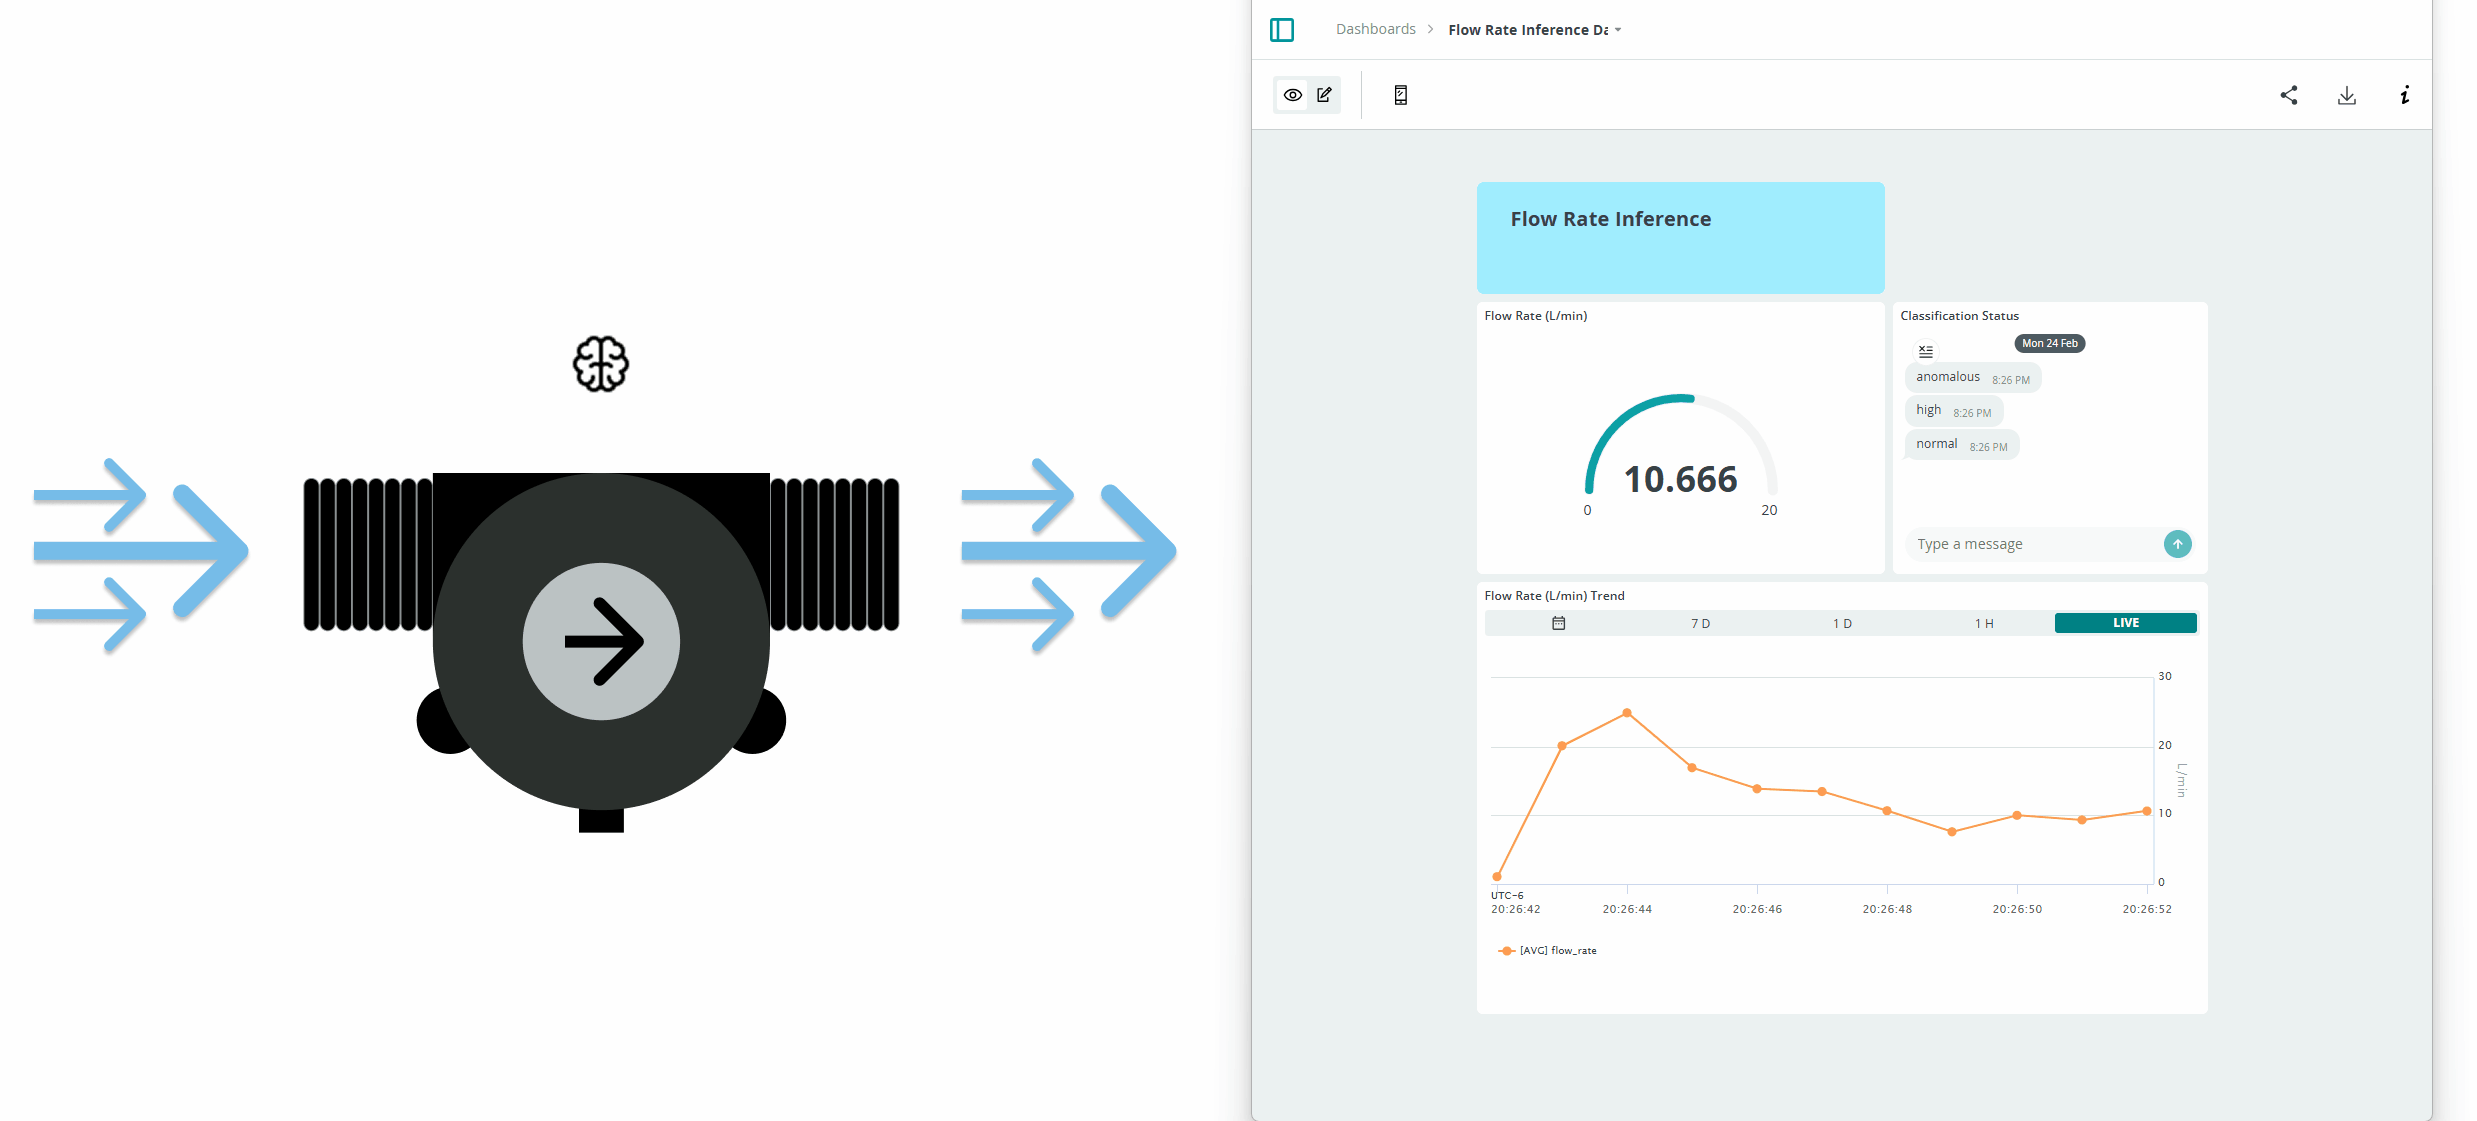 Dashboards > Flow Rate Inference Da
Flow Rate Inference
Flow Rate (L/min)
10.666
0 20
Classification Status
Mon 24 Feb
anomalous 8:26 PM
high 8:26 PM
normal 8:26 PM
Type a message
Flow Rate (L/min) Trend
7 D 1 D 1 H LIVE
30
20
10
0
L/min
UTC-6
20:26:42 20:26:44 20:26:46 20:26:48 20:26:50 20:26:52
[AVG] flow_rate